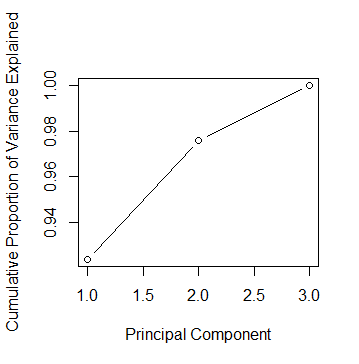 Cumulative Proportion of Variance Explained
1.00
0.98
0.96
0.94
1.0 1.5 2.0 2.5 3.0
Principal Component